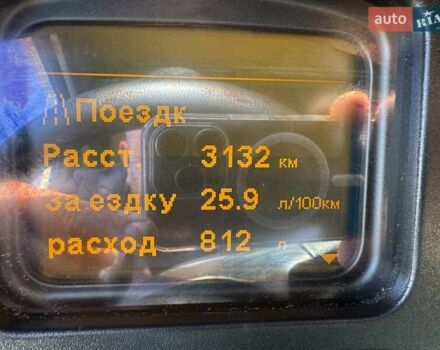 auto RIA
Поездк
Расст. 3132 км
За ездку 25.9 л/100км
расход 812 л